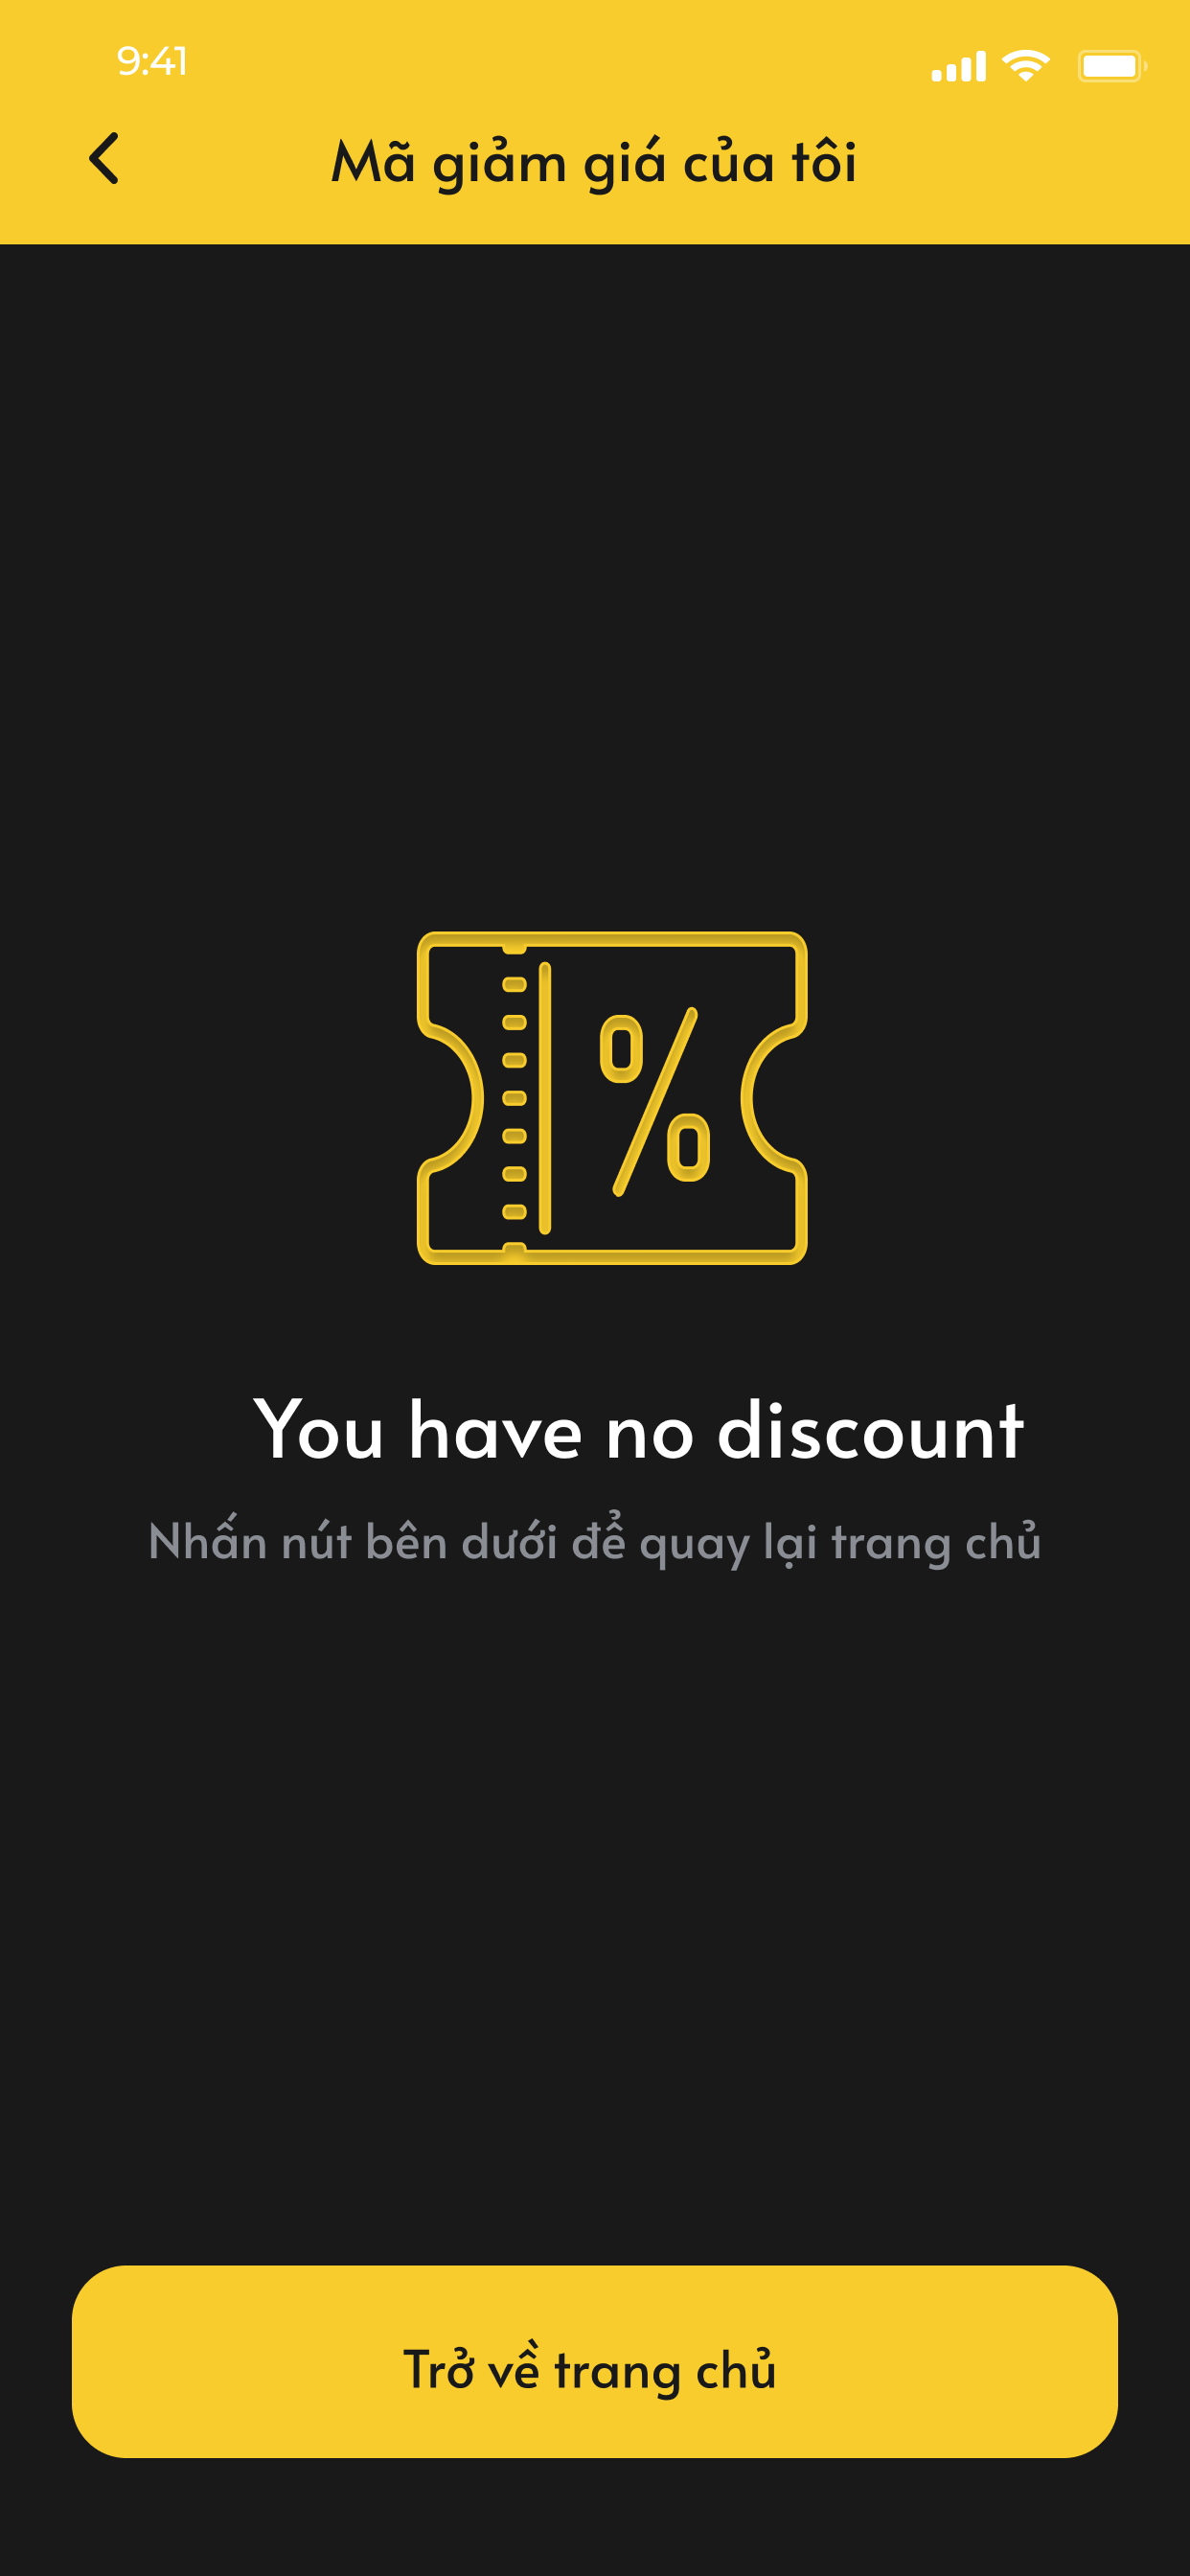 9:41
Mã giảm giá của tôi
%
You have no discount
Nhấn nút bên dưới để quay lại trang chủ
Trở về trang chủ